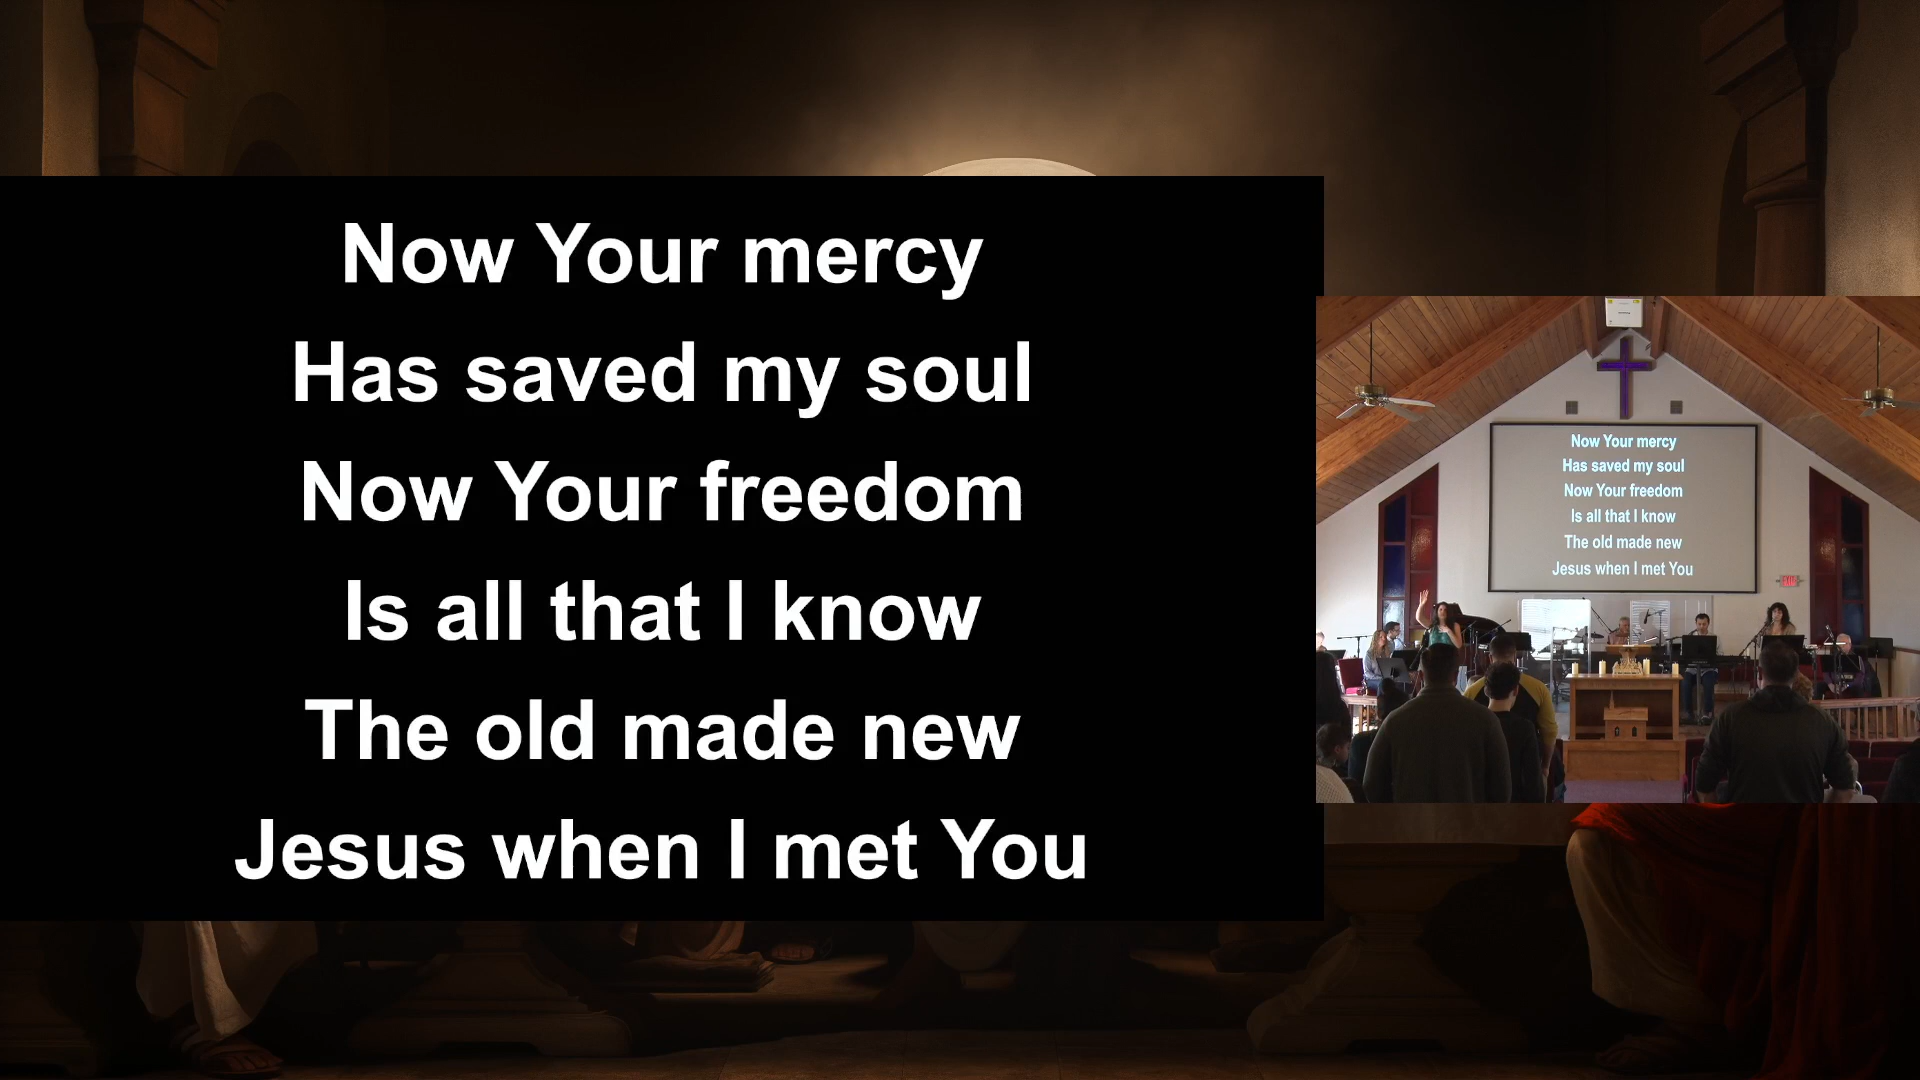 Now Your mercy
Has saved my soul
Now Your freedom
Is all that I know
The old made new
Jesus when I met You
Now Your mercy
Has saved my soul
Now Your freedom
Is all that I know
The old made new
Jesus when I met You
EXIT